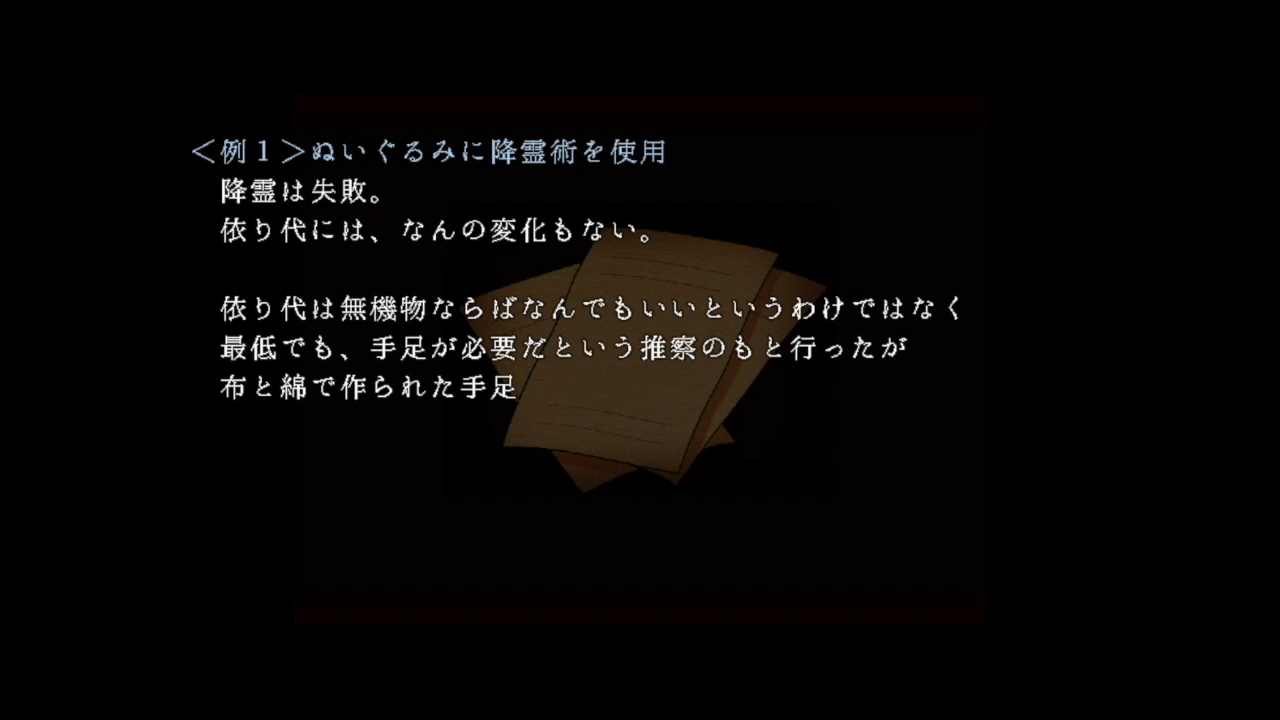 ＜例１＞ぬいぐるみに降霊術を使用
降霊は失敗。
依り代には、なんの変化もない。
依り代は無機物ならばなんでもいいというわけではなく
最低でも、手足が必要だという推察のもと行ったが
布と綿で作られた手足